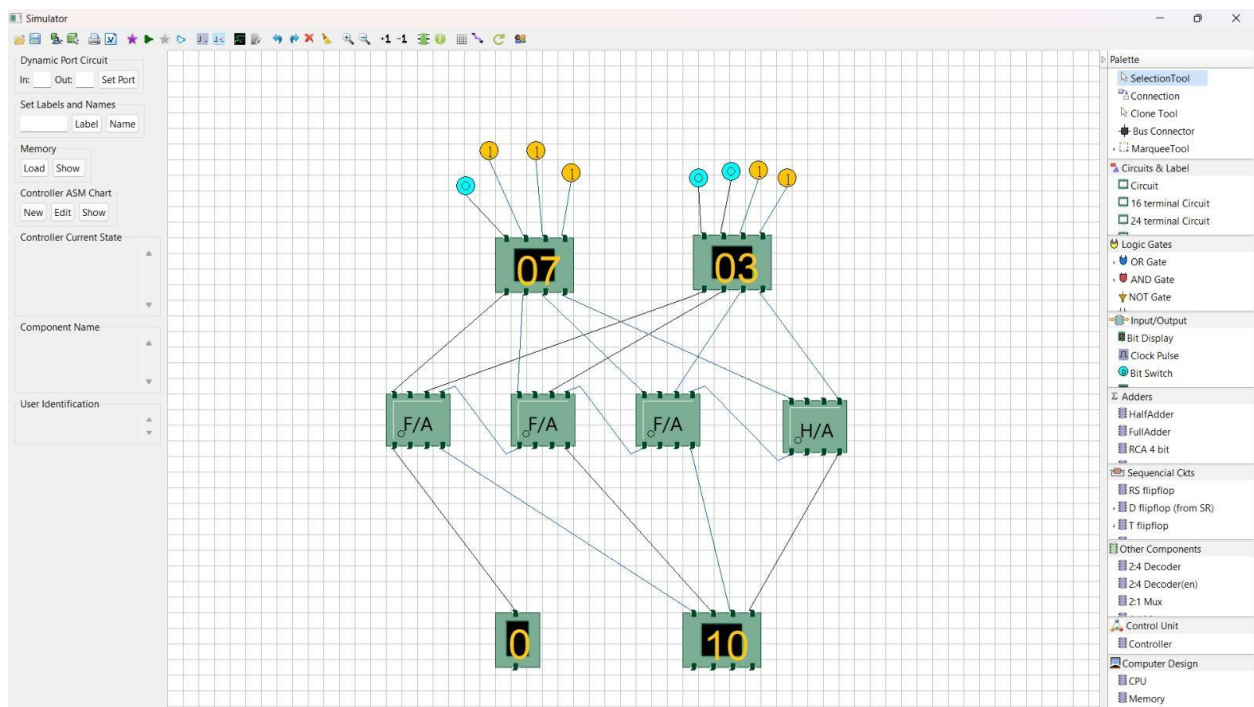 Simulator
+1 -1
Dynamic Port Circuit
In: Out: Set Port
Set Labels and Names
Label Name
Memory
Load Show
Controller ASM Chart
New Edit Show
Controller Current State
Component Name
User Identification
1 1 1
0
0 0 1 1
07 03
F/A F/A F/A H/A
0 10
Palette
SelectionTool
Connection
Clone Tool
Bus Connector
MarqueeTool
Circuits & Label
Circuit
16 terminal Circuit
24 terminal Circuit
Logic Gates
OR Gate
AND Gate
NOT Gate
Input/Output
Bit Display
Clock Pulse
Bit Switch
Σ Adders
HalfAdder
FullAdder
RCA 4 bit
Sequencial Ckts
RS flipflop
D flipflop (from SR)
T flipflop
Other Components
2:4 Decoder
2:4 Decoder(en)
2:1 Mux
Control Unit
Controller
Computer Design
CPU
Memory